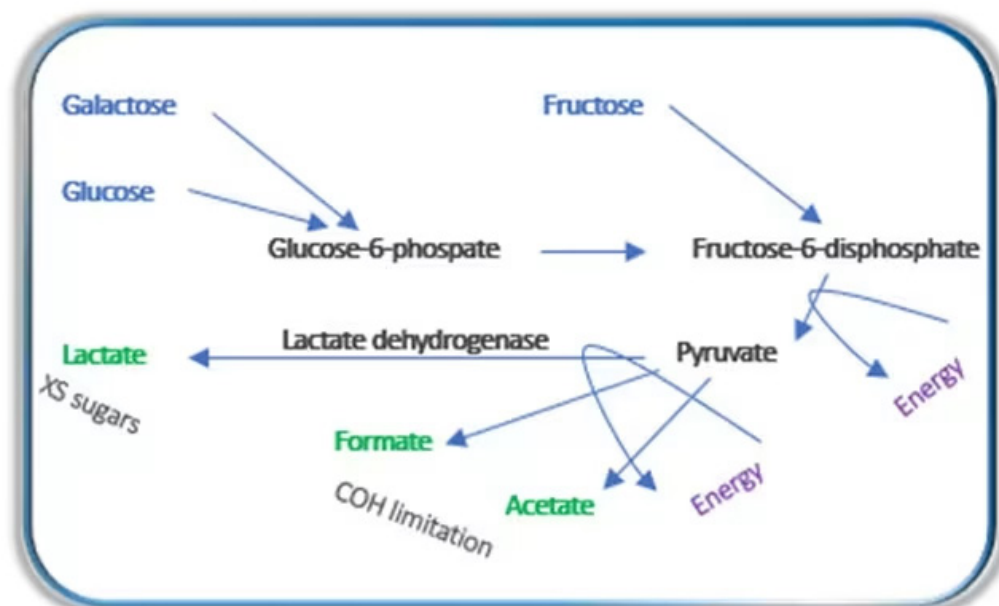 Galactose
Fructose
Glucose
Glucose-6-phospate
Fructose-6-disphosphate
Lactate dehydrogenase
Lactate
Pyruvate
XS sugars
Energy
Formate
COH limitation
Acetate
Energy